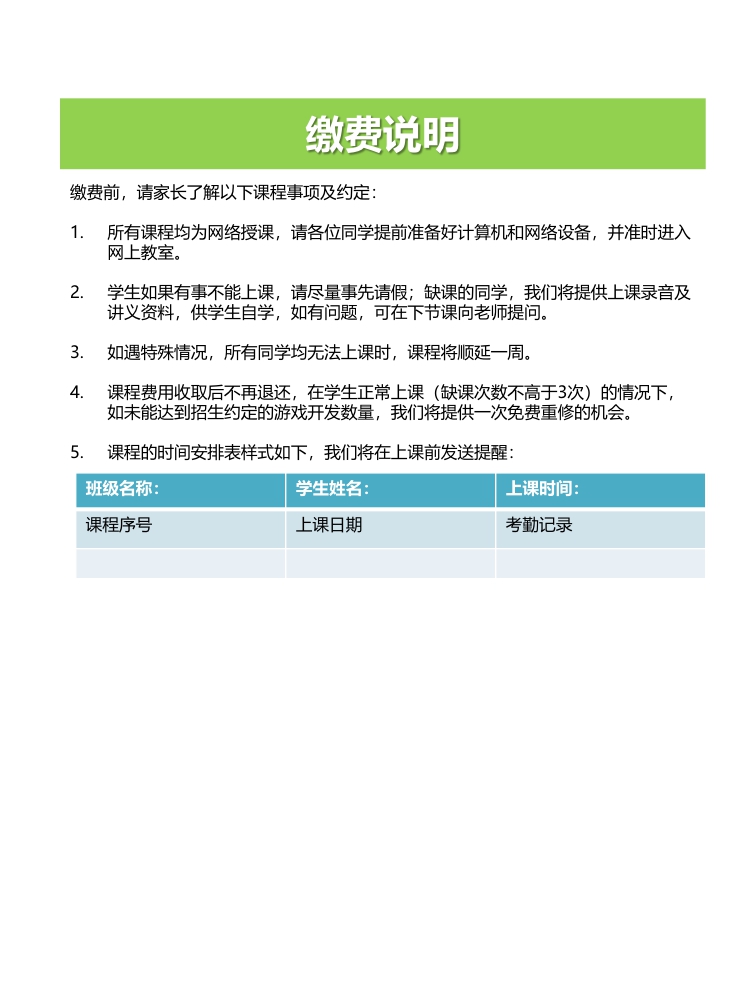 缴费说明
缴费前，请家长了解以下课程事项及约定：
1. 所有课程均为网络授课，请各位同学提前准备好计算机和网络设备，并准时进入
网上教室。
2. 学生如果有事不能上课，请尽量事先请假；缺课的同学，我们将提供上课录音及
讲义资料，供学生自学，如有问题，可在下节课向老师提问。
3. 如遇特殊情况，所有同学均无法上课时，课程将顺延一周。
4. 课程费用收取后不再退还，在学生正常上课（缺课次数不高于3次）的情况下，
如未能达到招生约定的游戏开发数量，我们将提供一次免费重修的机会。
5. 课程的时间安排表样式如下，我们将在上课前发送提醒：
班级名称： 学生姓名： 上课时间：
课程序号 上课日期 考勤记录